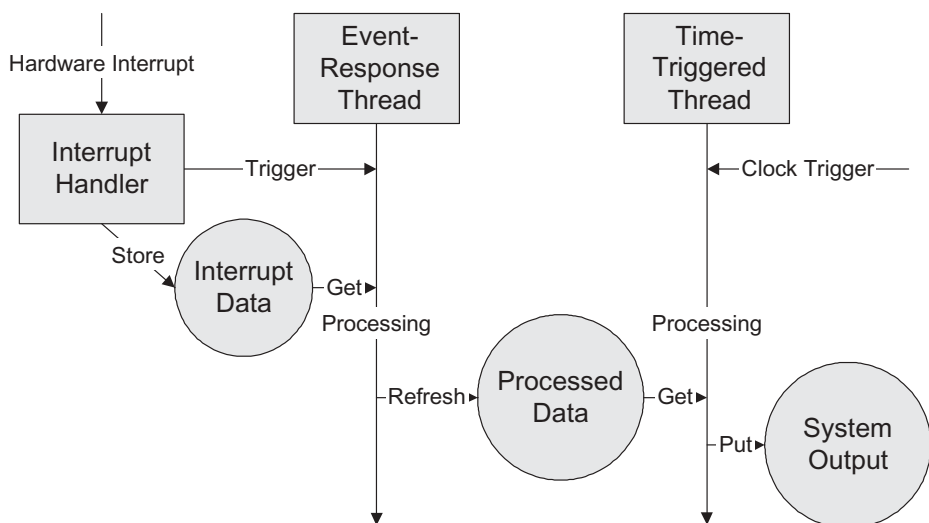 Event-
Response
Thread
Time-
Triggered
Thread
Hardware Interrupt
Interrupt
Handler
Trigger
Clock Trigger
Store
Interrupt
Data
Get
Processing
Processing
Refresh
Processed
Data
Get
Put
System
Output